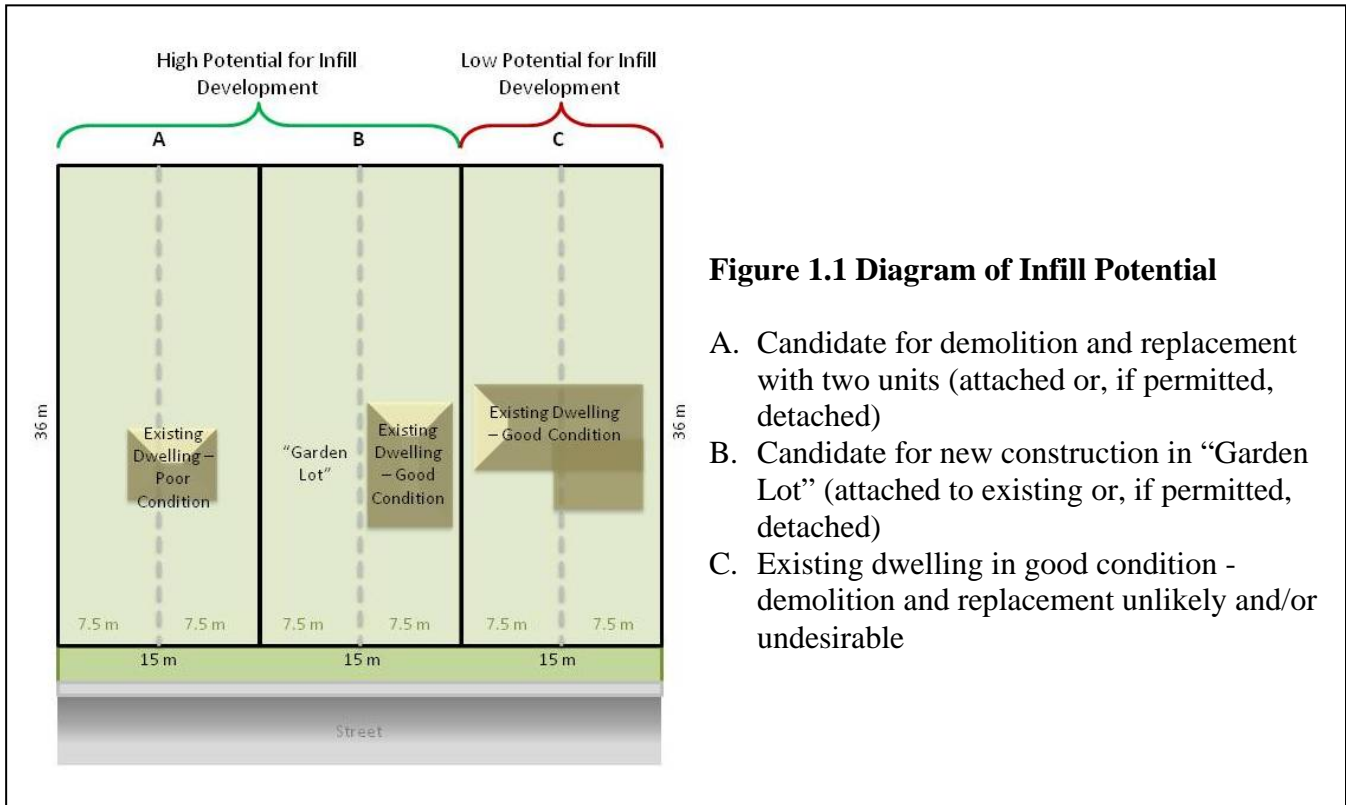 High Potential for Infill
Development
Low Potential for Infill
Development
A
B
C
36 m
Existing
Dwelling –
Poor
Condition
"Garden
Lot"
Existing
Dwelling
– Good
Condition
Existing Dwelling
– Good Condition
36 m
7.5 m
7.5 m
7.5 m
7.5 m
7.5 m
7.5 m
15 m
15 m
15 m
Street
Figure 1.1 Diagram of Infill Potential
A. Candidate for demolition and replacement
with two units (attached or, if permitted,
detached)
B. Candidate for new construction in “Garden
Lot” (attached to existing or, if permitted,
detached)
C. Existing dwelling in good condition -
demolition and replacement unlikely and/or
undesirable